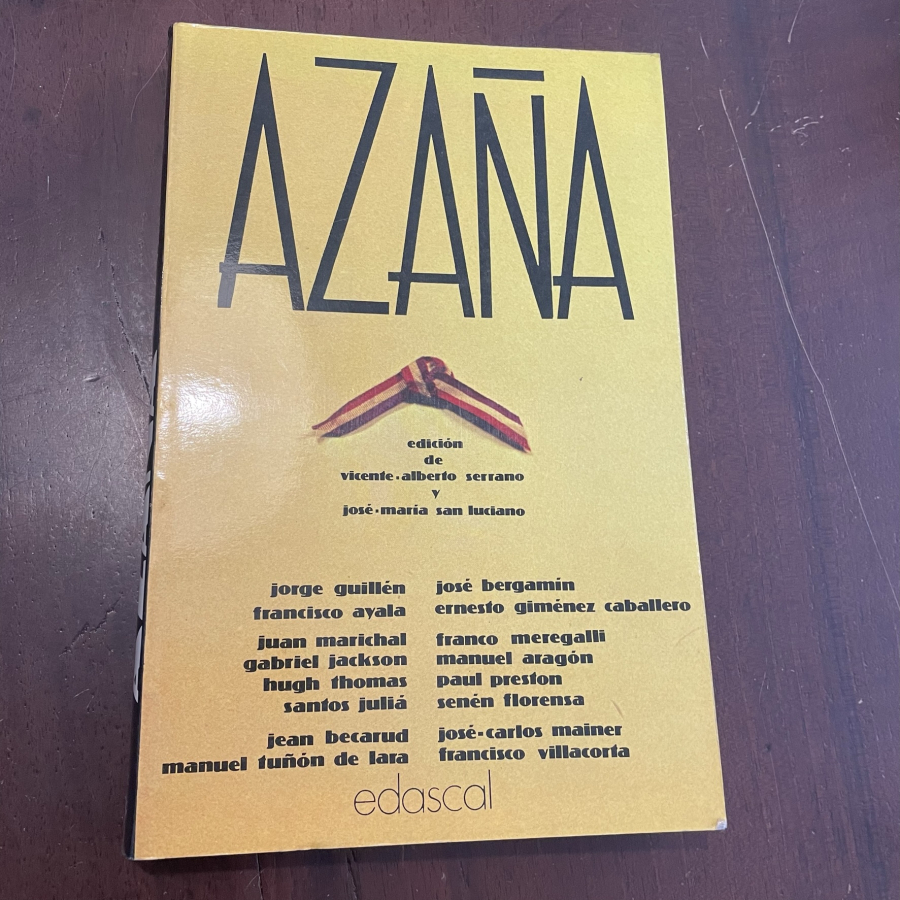 AZAÑA
edición
de
vicente-alberto serrano
y
josé-maría san luciano
jorge guillén josé bergamín
francisco ayala ernesto giménez caballero
juan marichal franco meregalli
gabriel jackson manuel aragón
hugh thomas paul preston
santos juliá senén florensa
jean becarud josé-carlos mainer
manuel tuñón de lara francisco villacorta
edascal